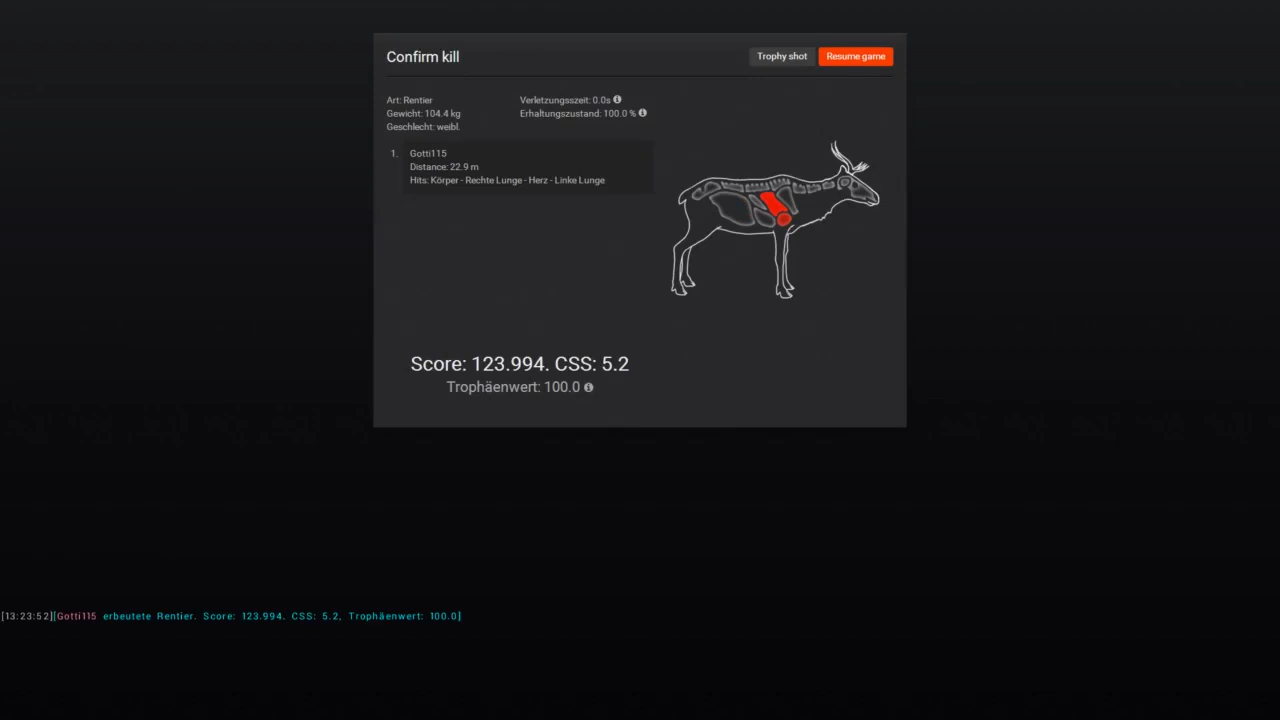 Confirm kill
Trophy shot
Resume game
Art: Rentier
Gewicht: 104.4 kg
Geschlecht: weibl.
Verletzungsszeit: 0.0s
Erhaltungszustand: 100.0 %
1. Gotti115
Distance: 22.9 m
Hits: Körper - Rechte Lunge - Herz - Linke Lunge
Score: 123.994. CSS: 5.2
Trophäenwert: 100.0
[13:23:52][Gotti115 erbeutete Rentier. Score: 123.994. CSS: 5.2, Trophäenwert: 100.0]